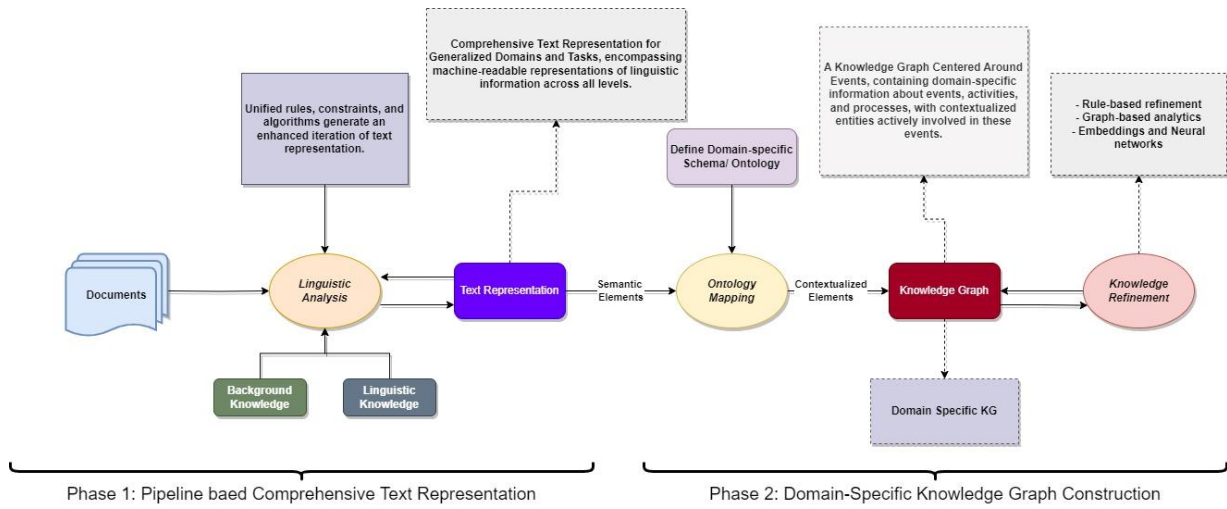 Comprehensive Text Representation for
Generalized Domains and Tasks, encompassing
machine-readable representations of linguistic
information across all levels.
A Knowledge Graph Centered Around
Events, containing domain-specific
information about events, activities,
and processes, with contextualized
entities actively involved in these
events.
- Rule-based refinement
- Graph-based analytics
- Embeddings and Neural
networks
Unified rules, constraints, and
algorithms generate an
enhanced iteration of text
representation.
Define Domain-specific
Schema/ Ontology
Documents
Linguistic
Analysis
Text Representation
Semantic
Elements
Ontology
Mapping
Contextualized
Elements
Knowledge Graph
Knowledge
Refinement
Background
Knowledge
Linguistic
Knowledge
Domain Specific KG
Phase 1: Pipeline baed Comprehensive Text Representation
Phase 2: Domain-Specific Knowledge Graph Construction